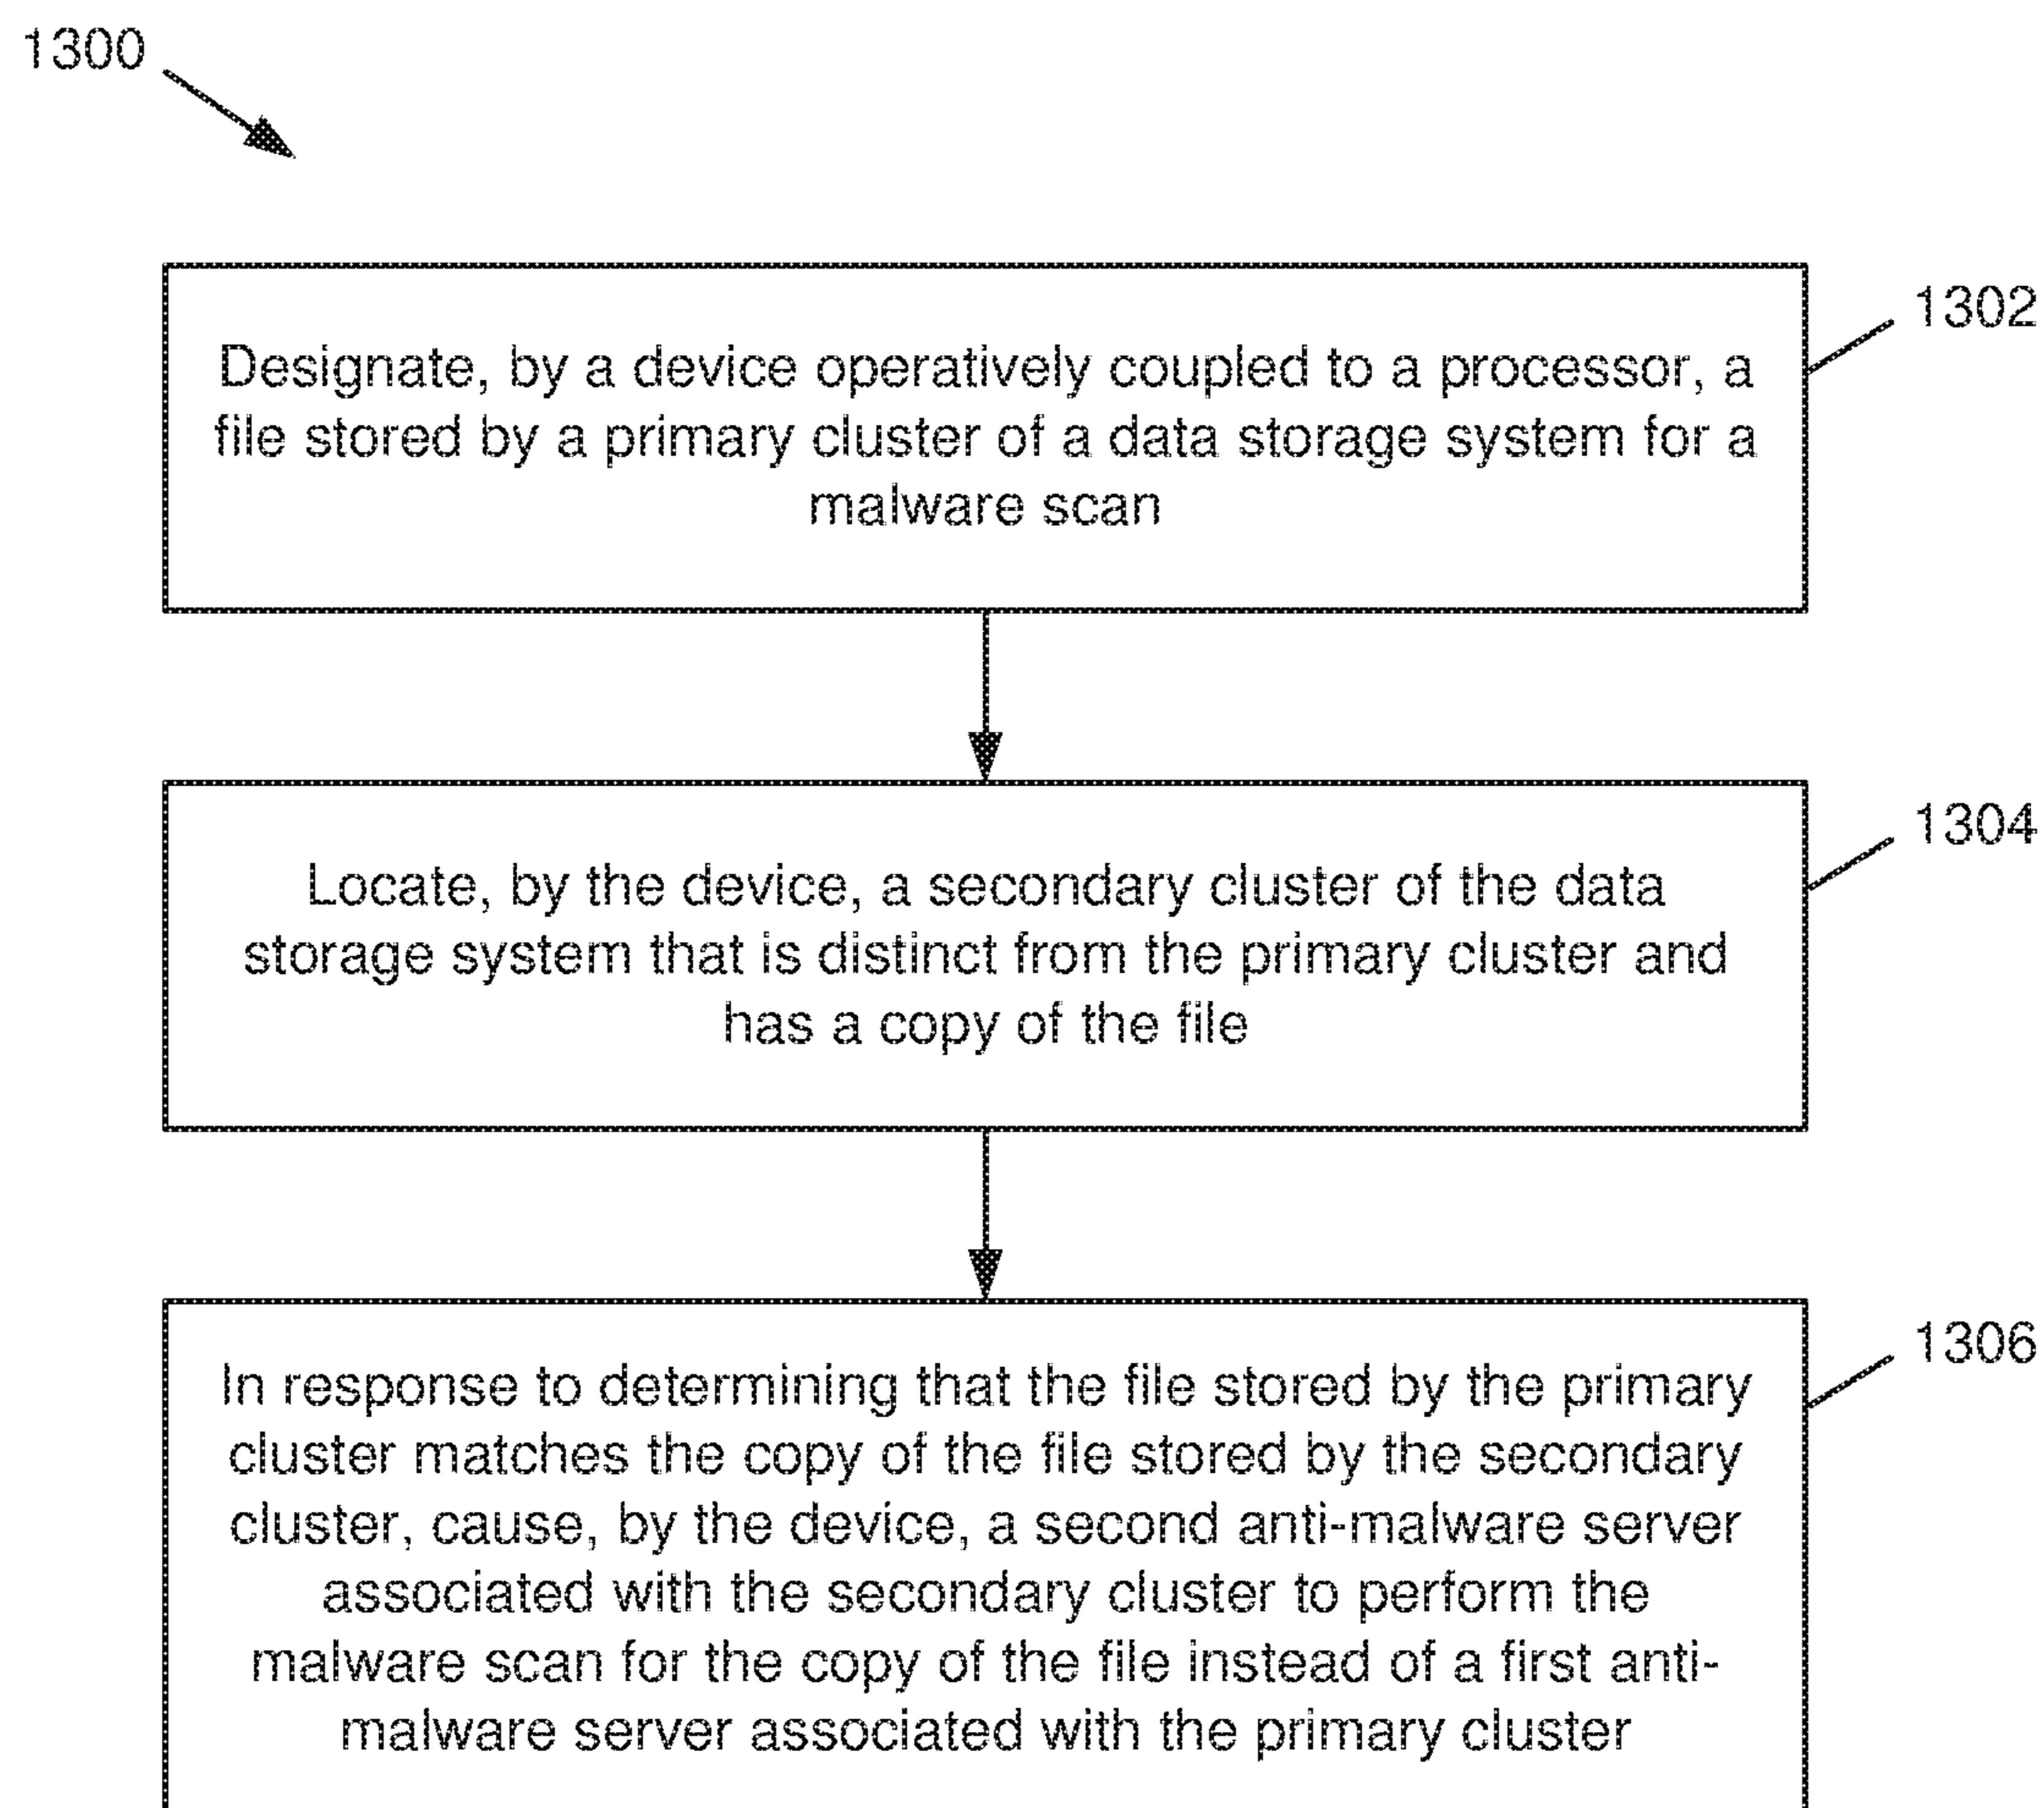 1300
1302
Designate, by a device operatively coupled to a processor, a
file stored by a primary cluster of a data storage system for a
malware scan
1304
Locate, by the device, a secondary cluster of the data
storage system that is distinct from the primary cluster and
has a copy of the file
1306
In response to determining that the file stored by the primary
cluster matches the copy of the file stored by the secondary
cluster, cause, by the device, a second anti-malware server
associated with the secondary cluster to perform the
malware scan for the copy of the file instead of a first anti-
malware server associated with the primary cluster